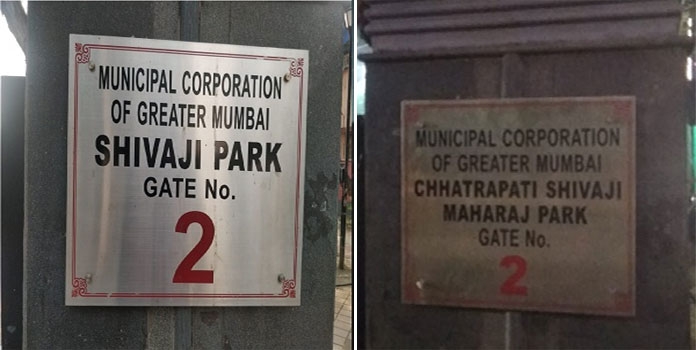 MUNICIPAL CORPORATION
OF GREATER MUMBAI
SHIVAJI PARK
GATE No.
2
MUNICIPAL CORPORATION
OF GREATER MUMBAI
CHHATRAPATI SHIVAJI
MAHARAJ PARK
GATE No.
2